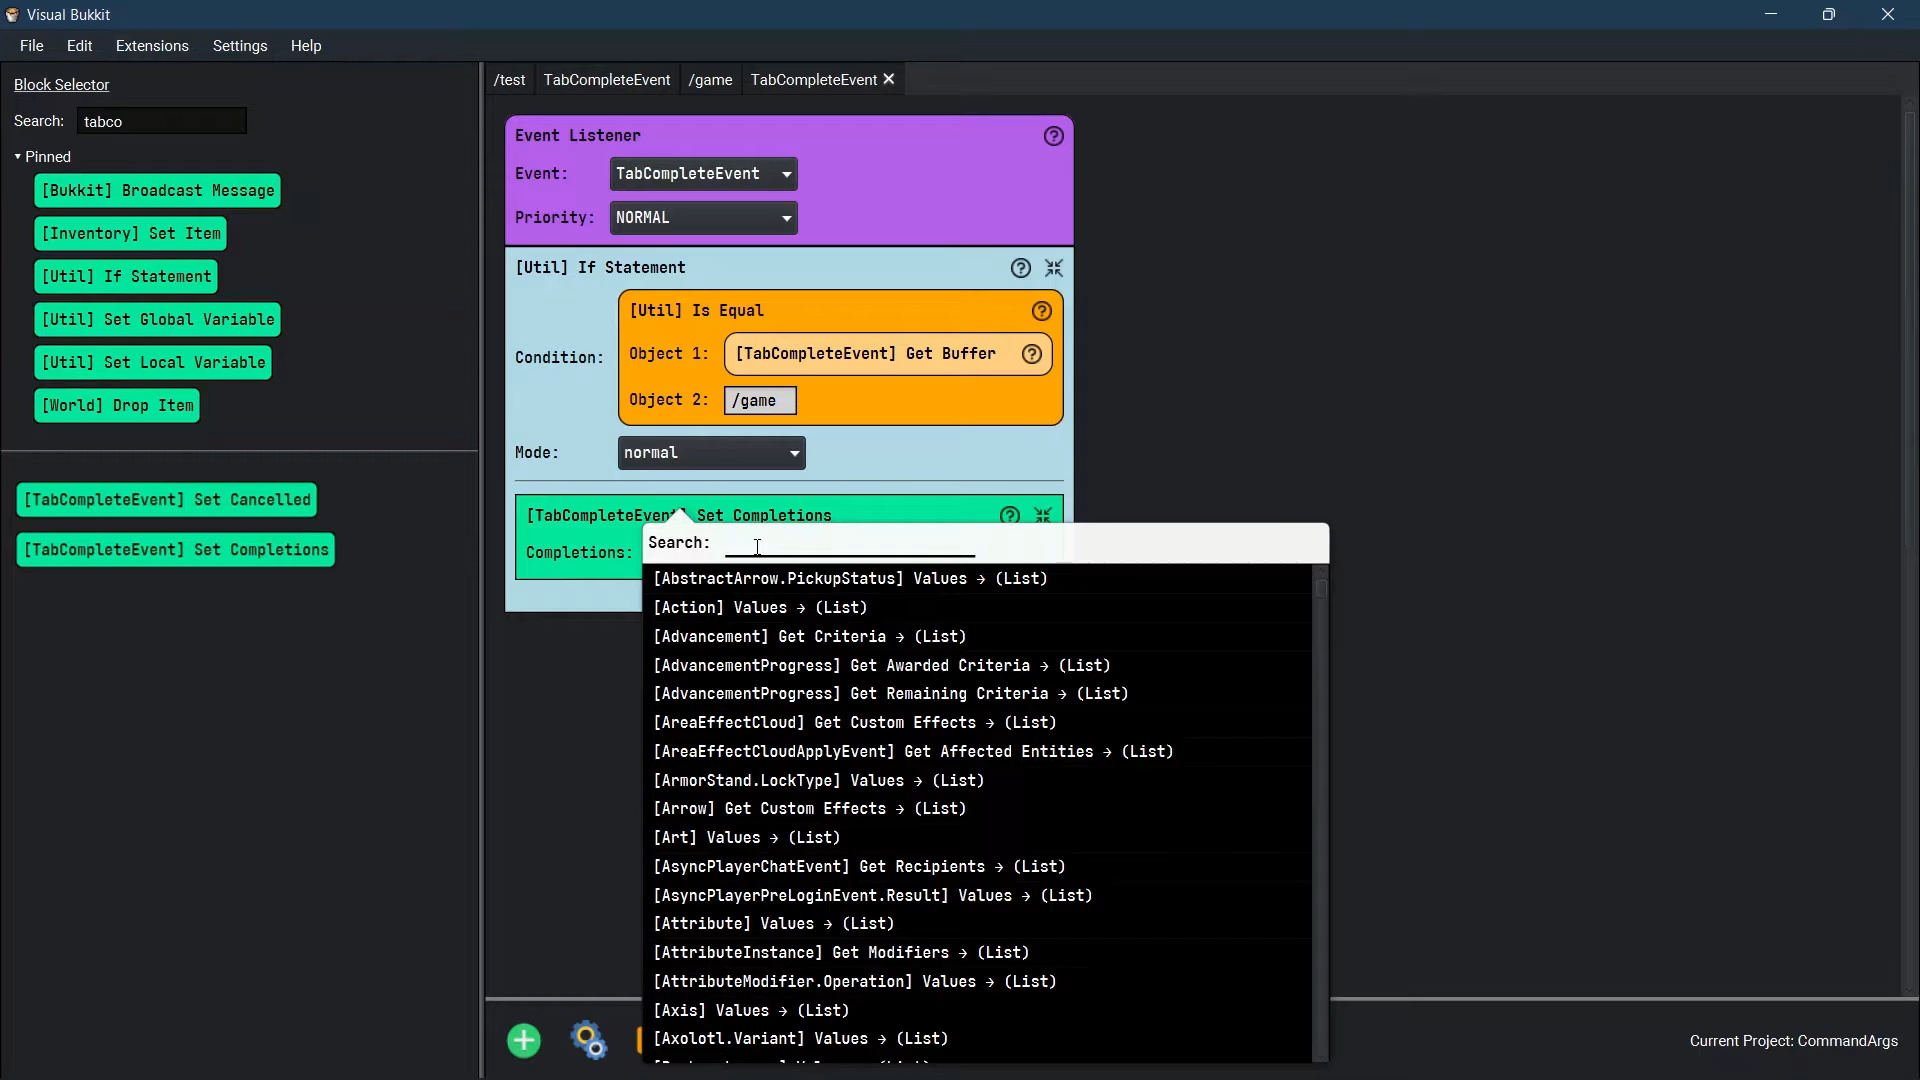 Visual Bukkit
File Edit Extensions Settings Help
Block Selector
Search: tabco
Pinned
[Bukkit] Broadcast Message
[Inventory] Set Item
[Util] If Statement
[Util] Set Global Variable
[Util] Set Local Variable
[World] Drop Item
[TabCompleteEvent] Set Cancelled
[TabCompleteEvent] Set Completions
/test TabCompleteEvent /game TabCompleteEvent
Event Listener
Event: TabCompleteEvent
Priority: NORMAL
[Util] If Statement
[Util] Is Equal
Condition:
Object 1: [TabCompleteEvent] Get Buffer
Object 2: /game
Mode: normal
[TabCompleteEvent] Set Completions
Completions:
Search:
[AbstractArrow.PickupStatus] Values → (List)
[Action] Values → (List)
[Advancement] Get Criteria → (List)
[AdvancementProgress] Get Awarded Criteria → (List)
[AdvancementProgress] Get Remaining Criteria → (List)
[AreaEffectCloud] Get Custom Effects → (List)
[AreaEffectCloudApplyEvent] Get Affected Entities → (List)
[ArmorStand.LockType] Values → (List)
[Arrow] Get Custom Effects → (List)
[Art] Values → (List)
[AsyncPlayerChatEvent] Get Recipients → (List)
[AsyncPlayerPreLoginEvent.Result] Values → (List)
[Attribute] Values → (List)
[AttributeInstance] Get Modifiers → (List)
[AttributeModifier.Operation] Values → (List)
[Axis] Values → (List)
[Axolotl.Variant] Values → (List)
Current Project: CommandArgs